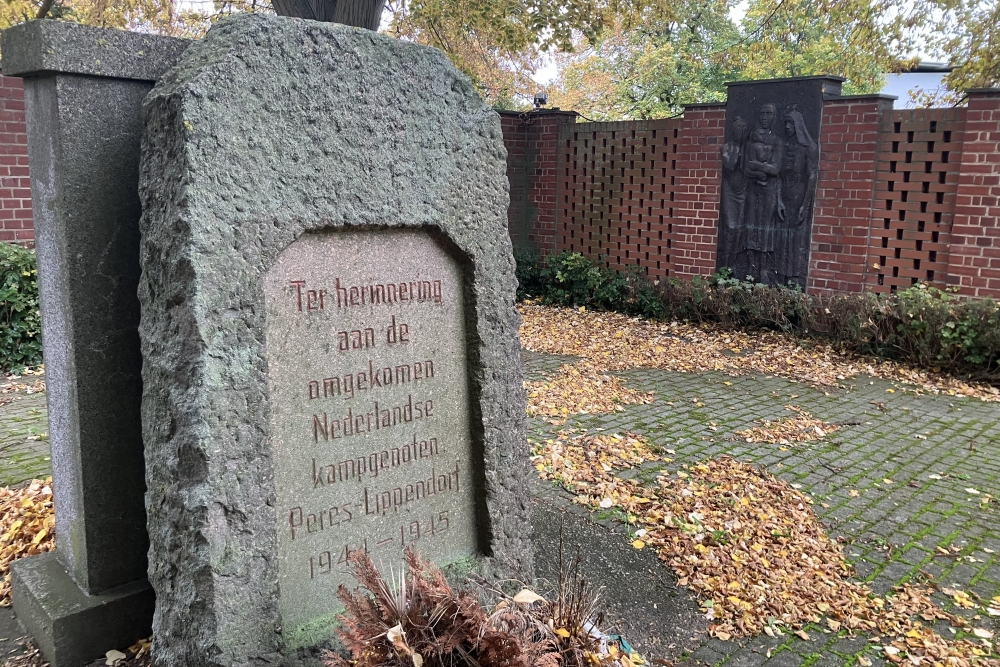 Ter herinnering
aan de
omgekomen
Nederlandse
kampgenoten.
Peres-Lippendorf
1944-1945